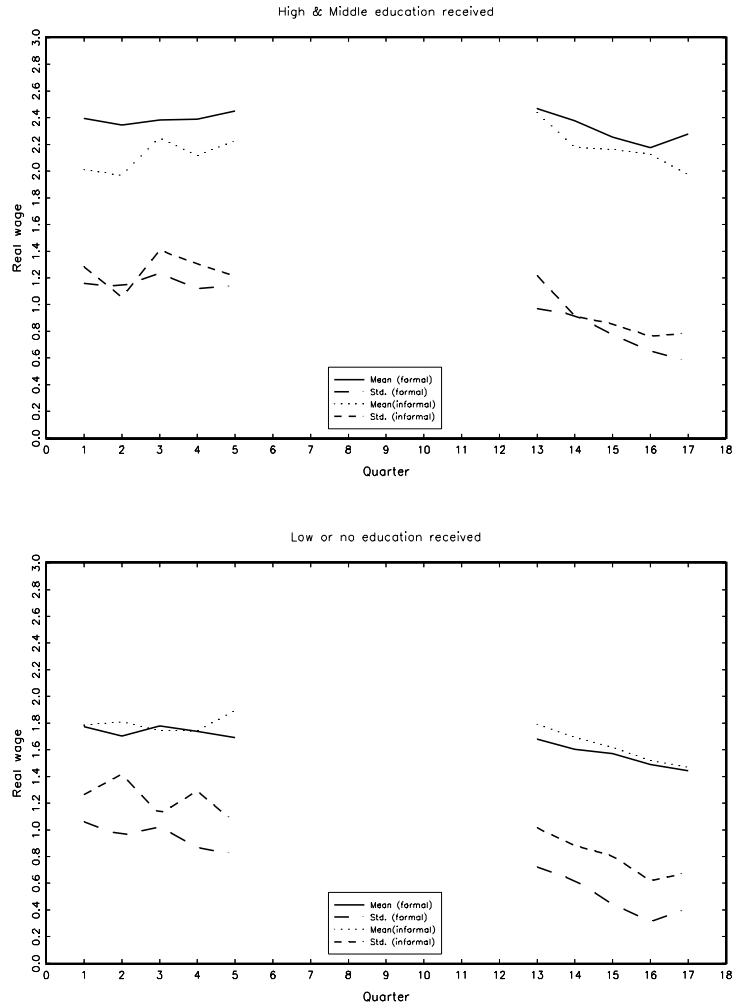 High & Middle education received
3.0
2.8
2.6
2.4
2.2
2.0
1.8
1.6
1.4
1.2
1.0
0.8
0.6
0.4
0.2
0.0
Real wage
Mean (formal)
Std. (formal)
Mean(informal)
Std. (informal)
0 1 2 3 4 5 6 7 8 9 10 11 12 13 14 15 16 17 18
Quarter
Low or no education received
3.0
2.8
2.6
2.4
2.2
2.0
1.8
1.6
1.4
1.2
1.0
0.8
0.6
0.4
0.2
0.0
Real wage
Mean (formal)
Std. (formal)
Mean(informal)
Std. (informal)
0 1 2 3 4 5 6 7 8 9 10 11 12 13 14 15 16 17 18
Quarter